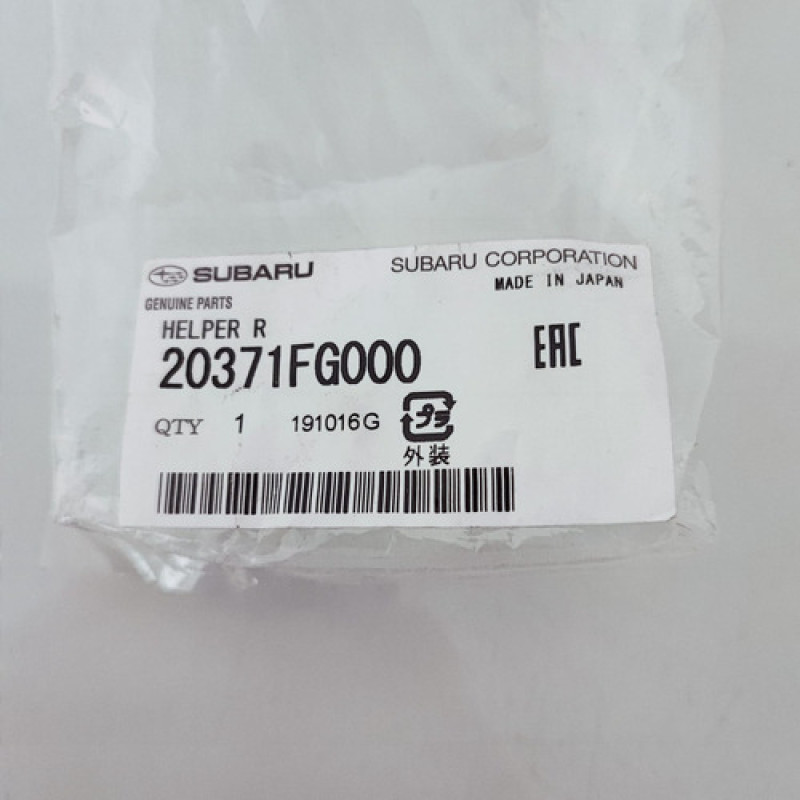 SUBARU
SUBARU CORPORATION
GENUINE PARTS
MADE IN JAPAN
HELPER R
20371FG000
EAC
QTY 1 191016G
プラ
外装